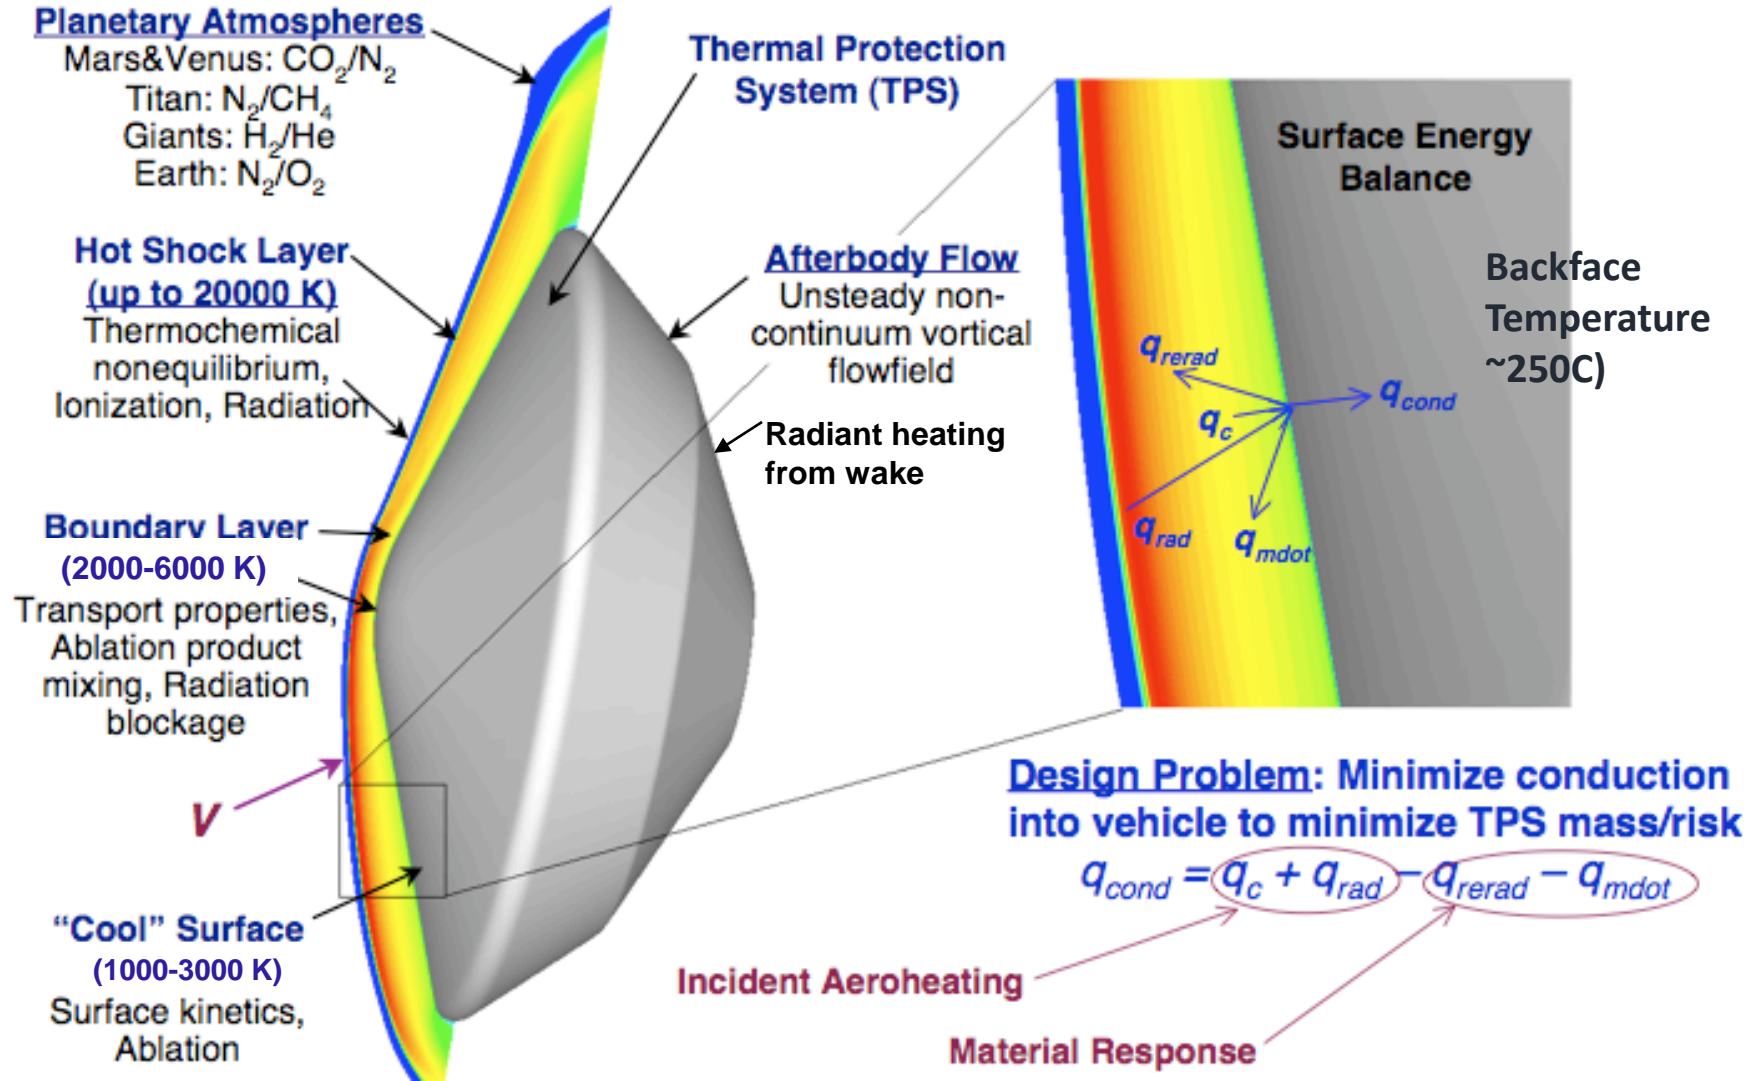 Planetary Atmospheres
Mars&Venus: CO2/N2
Titan: N2/CH4
Giants: H2/He
Earth: N2/O2
Thermal Protection
System (TPS)
Hot Shock Layer
(up to 20000 K)
Thermochemical
nonequilibrium,
Ionization, Radiation
Afterbody Flow
Unsteady non-
continuum vortical
flowfield
Radiant heating
from wake
Boundary Layer
(2000-6000 K)
Transport properties,
Ablation product
mixing, Radiation
blockage
V
“Cool” Surface
(1000-3000 K)
Surface kinetics,
Ablation
Surface Energy
Balance
Backface
Temperature
~250C)
qrerad
qcond
qc
qrad
qmdot
Design Problem: Minimize conduction
into vehicle to minimize TPS mass/risk
qcond = qc + qrad – qrerad – qmdot
Incident Aeroheating
Material Response